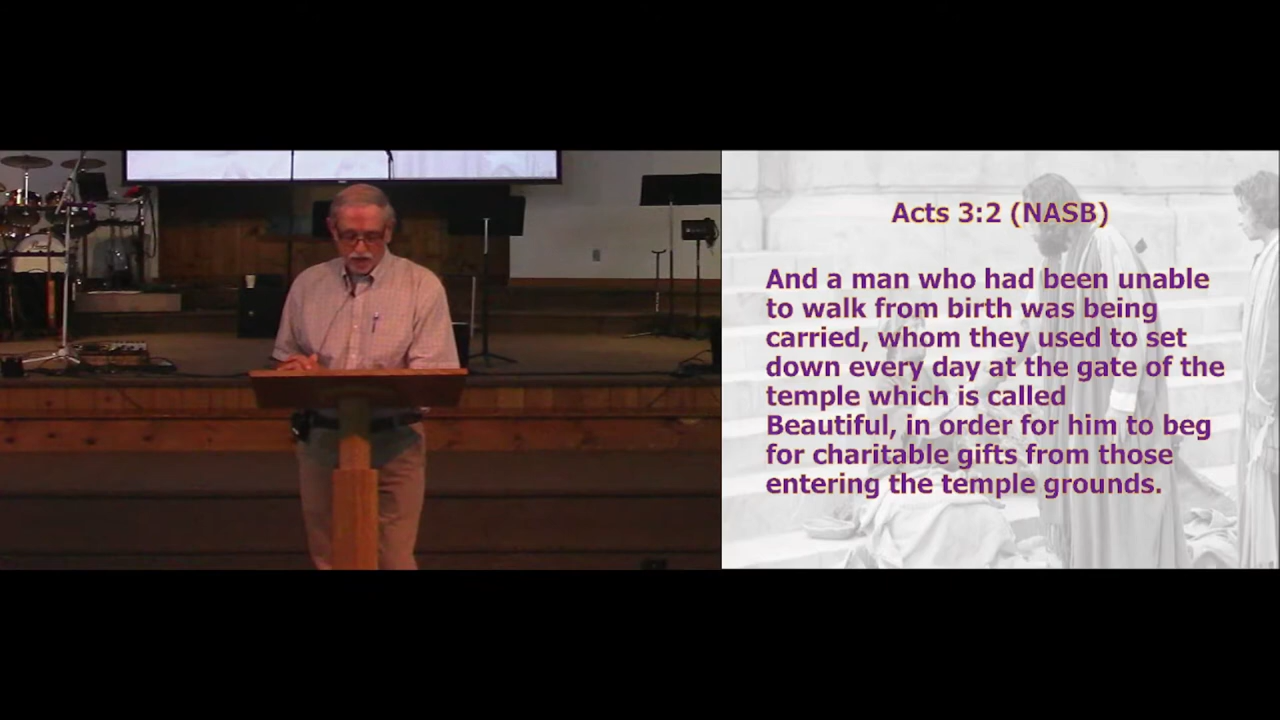 Acts 3:2 (NASB)
And a man who had been unable
to walk from birth was being
carried, whom they used to set
down every day at the gate of the
temple which is called
Beautiful, in order for him to beg
for charitable gifts from those
entering the temple grounds.